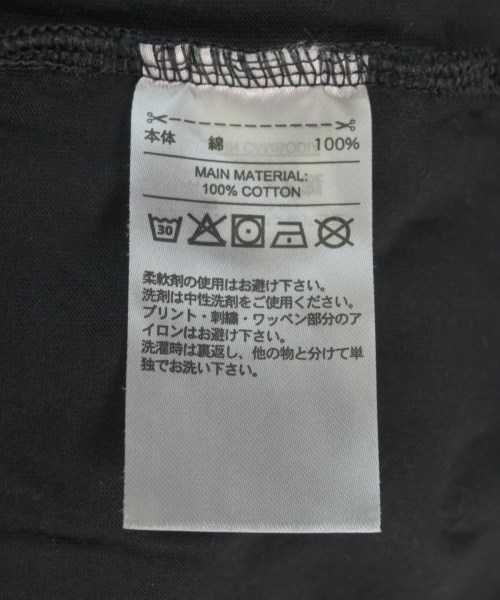 本体 綿 100%
MAIN MATERIAL:
100% COTTON
30
柔軟剤の使用はお避け下さい。
洗剤は中性洗剤をご使用ください。
プリント・刺繍・ワッペン部分のア
イロンはお避け下さい。
洗濯時は裏返し、他の物と分けて単
独でお洗い下さい。